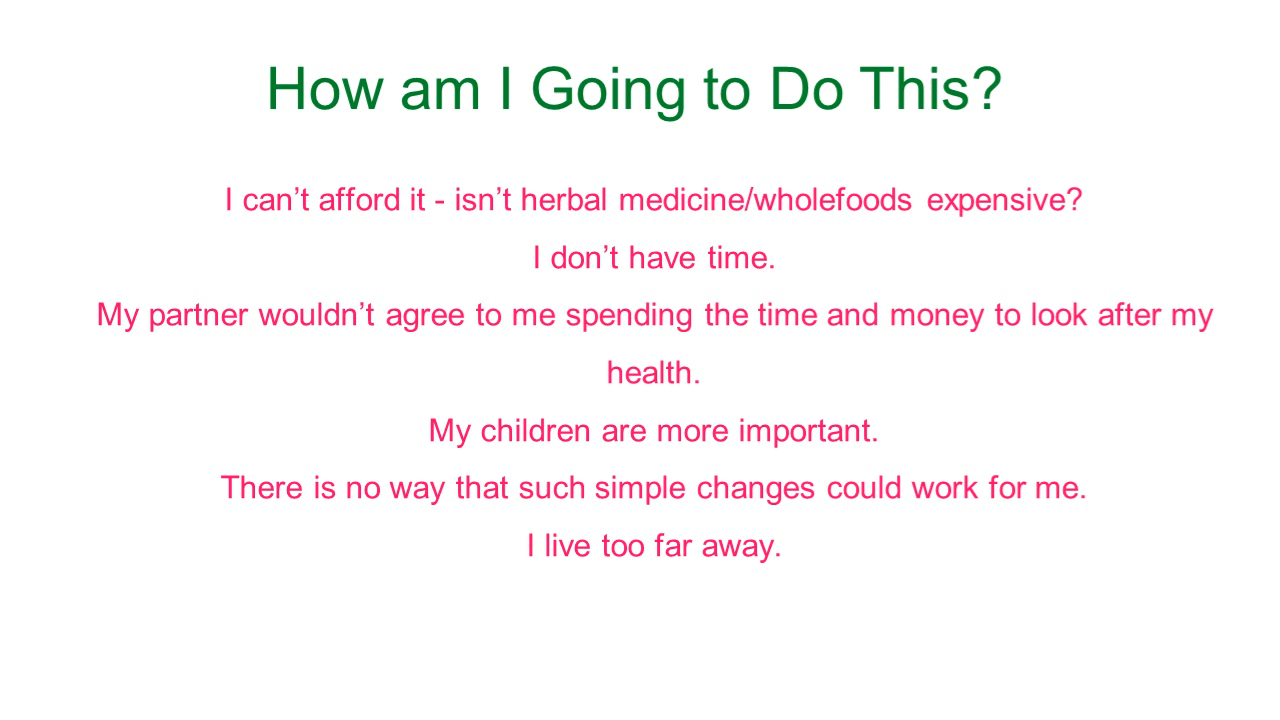 How am I Going to Do This?
I can’t afford it - isn’t herbal medicine/wholefoods expensive?
I don’t have time.
My partner wouldn’t agree to me spending the time and money to look after my
health.
My children are more important.
There is no way that such simple changes could work for me.
I live too far away.